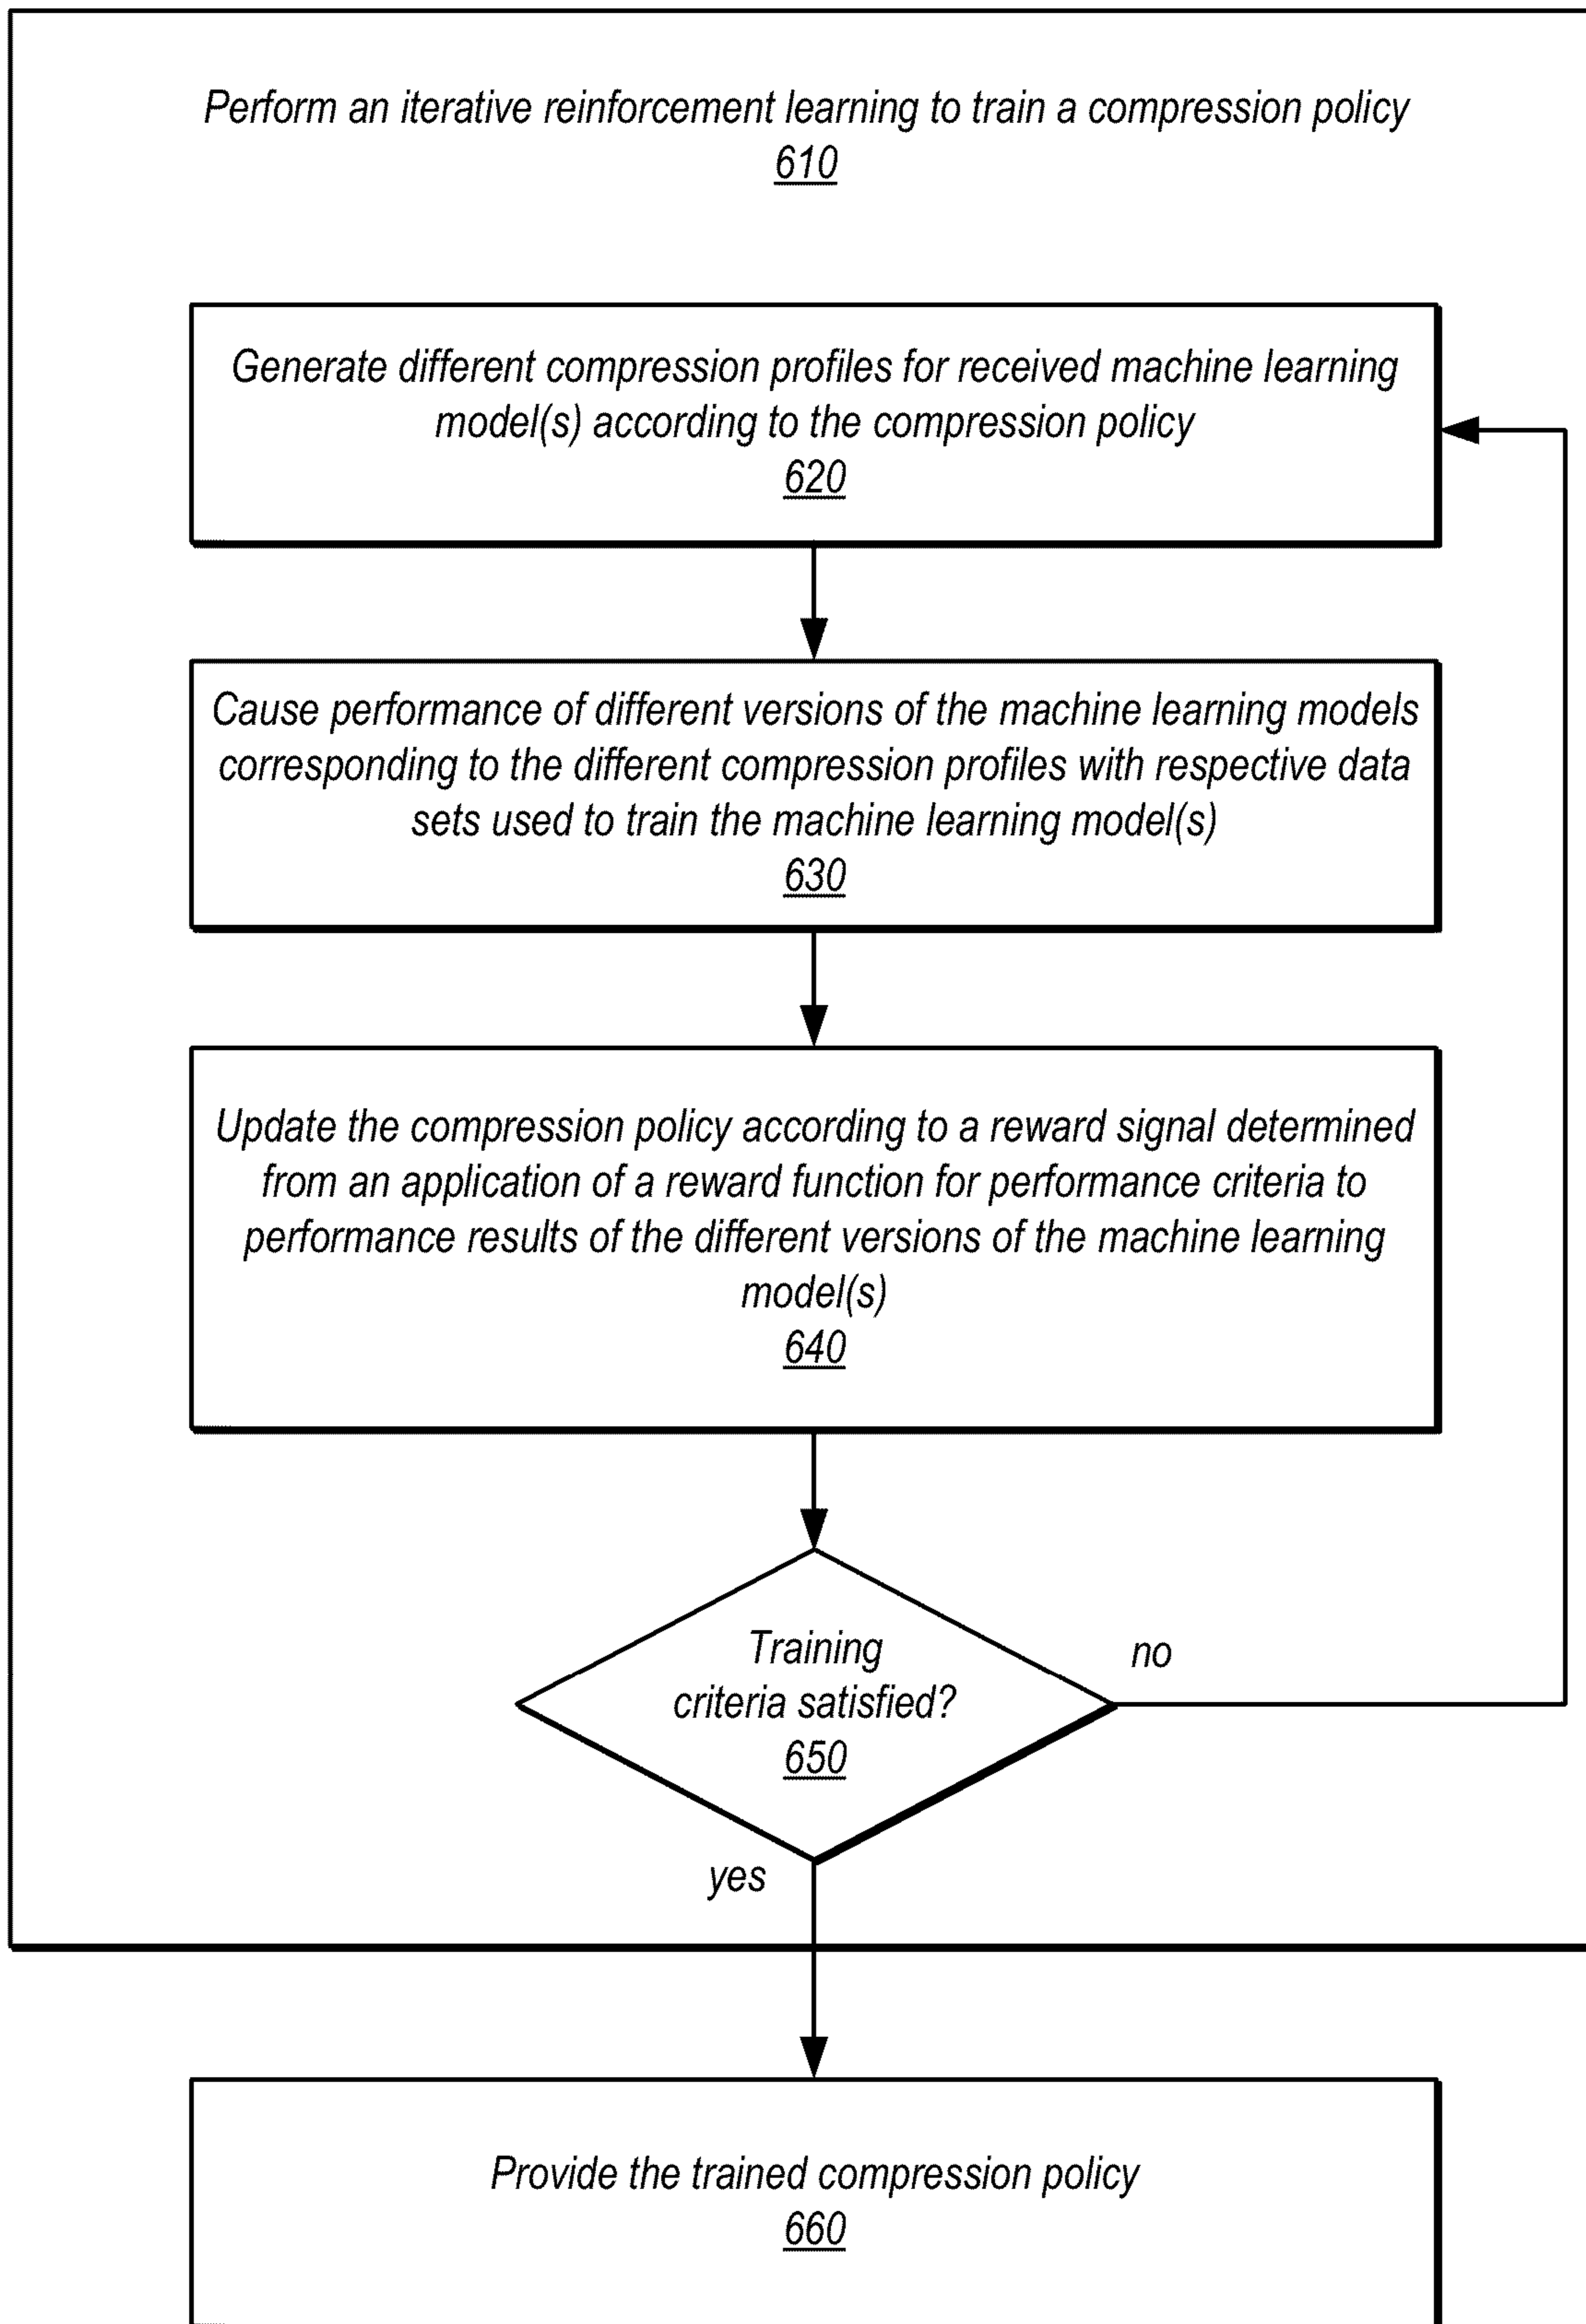 Perform an iterative reinforcement learning to train a compression policy
610
Generate different compression profiles for received machine learning
model(s) according to the compression policy
620
Cause performance of different versions of the machine learning models
corresponding to the different compression profiles with respective data
sets used to train the machine learning model(s)
630
Update the compression policy according to a reward signal determined
from an application of a reward function for performance criteria to
performance results of the different versions of the machine learning
model(s)
640
Training
criteria satisfied?
650
no
yes
Provide the trained compression policy
660